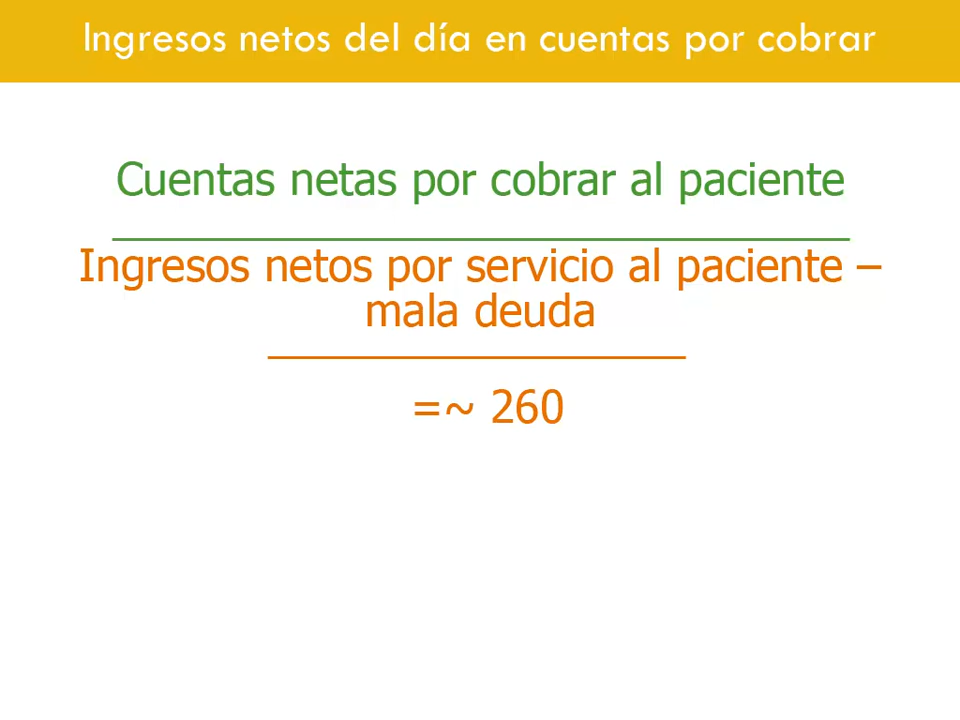 Ingresos netos del día en cuentas por cobrar
Cuentas netas por cobrar al paciente
Ingresos netos por servicio al paciente –
mala deuda
=~ 260